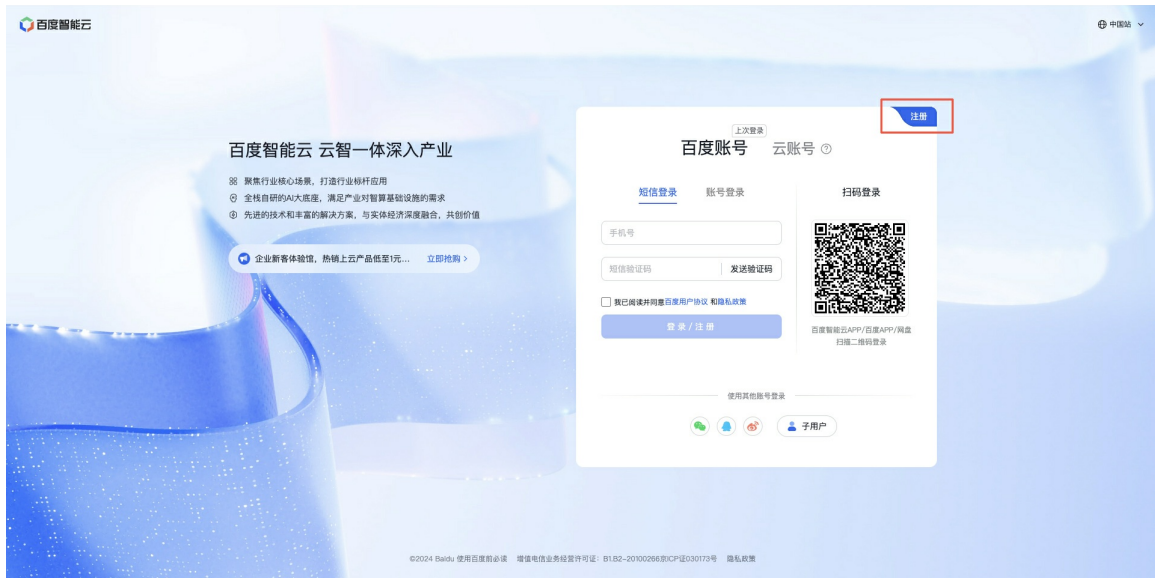 百度智能云
中国站
百度智能云 云智一体深入产业
聚焦行业核心场景，打造行业标杆应用
全栈自研的AI大底座，满足产业对智算基础设施的需求
先进的技术和丰富的解决方案，与实体经济深度融合，共创价值
企业新客体验馆，热销上云产品低至1元... 立即抢购 >
注册
上次登录
百度账号 云账号 ?
短信登录 账号登录
手机号
短信验证码 发送验证码
我已阅读并同意百度用户协议 和隐私政策
登录 / 注册
扫码登录
百度智能云APP/百度APP/网盘
扫描二维码登录
使用其他账号登录
子用户
©2024 Baidu 使用百度前必读 增值电信业务经营许可证：B1.B2-20100266京ICP证030173号 隐私政策